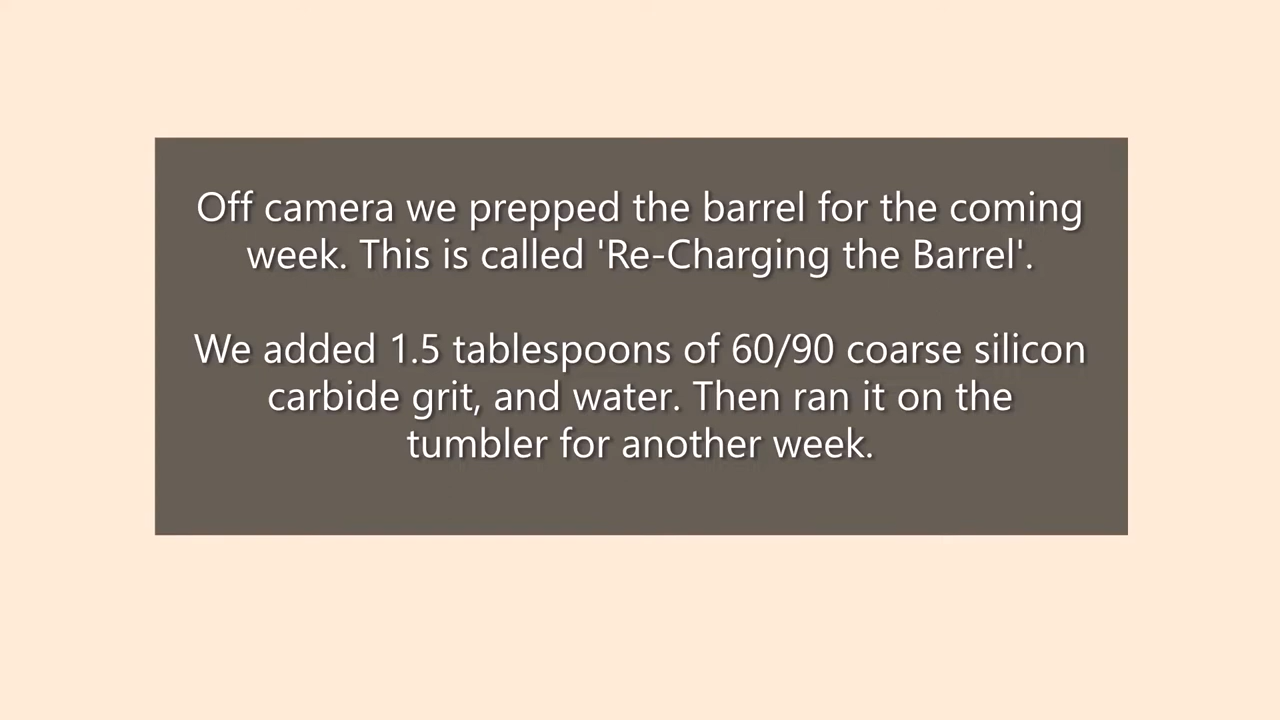 Off camera we prepped the barrel for the coming
week. This is called 'Re-Charging the Barrel'.
We added 1.5 tablespoons of 60/90 coarse silicon
carbide grit, and water. Then ran it on the
tumbler for another week.